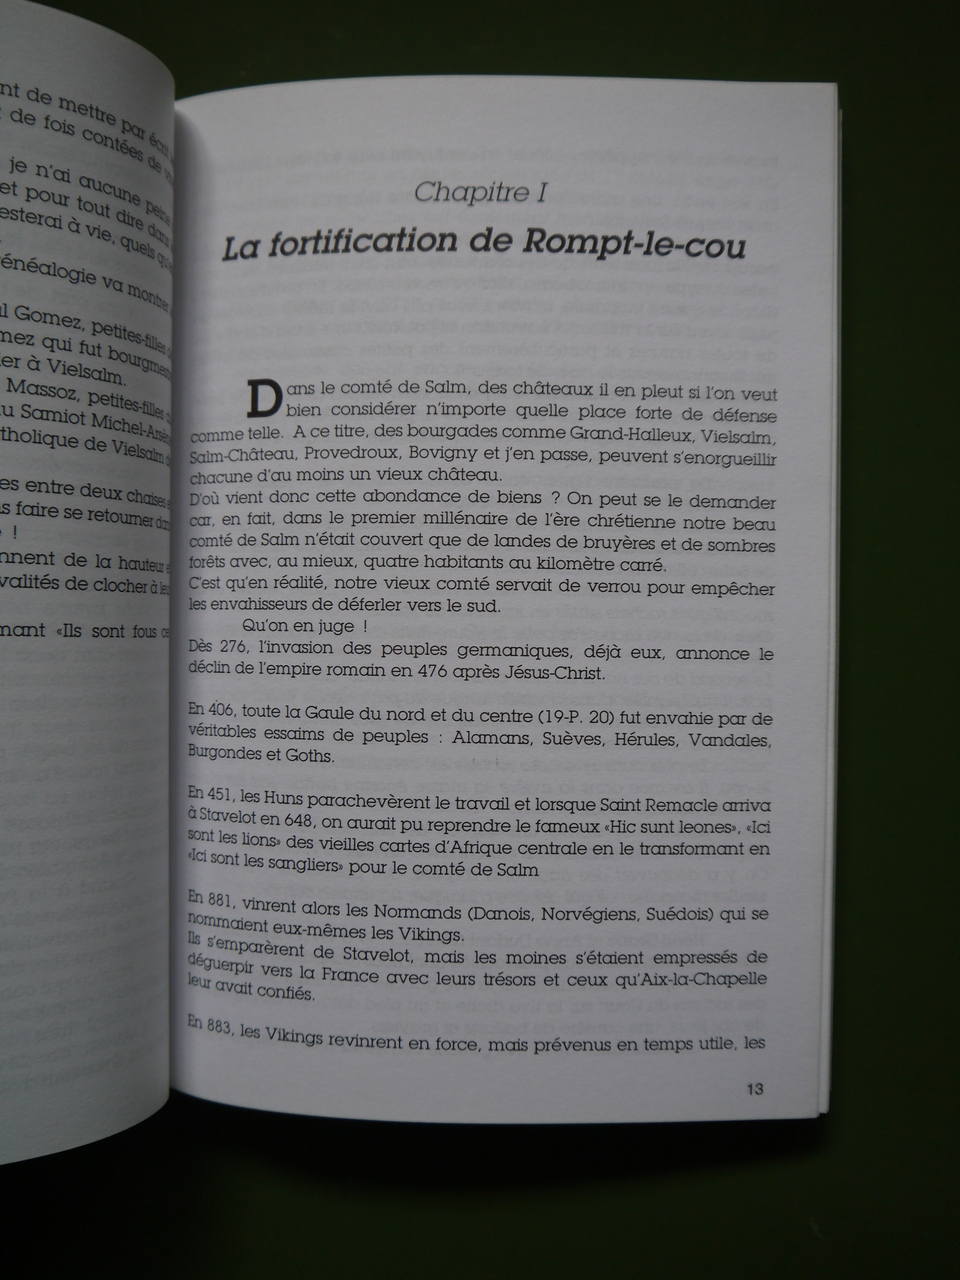 nt de mettre par
de fois contées de
je n'ai aucune peine
et pour tout dire dans
esterai à vie, quels
énéalogie va montrer
l Gomez, petites-filles
mez qui fut bourgmes
er à Vielsalm.
Massoz, petites-filles
u Samiot Michel-Arsène
tholique de Vielsalm
es entre deux chaises
s faire se retourner dans
!
nnent de la hauteur
valités de clocher à
mant «Ils sont fous ce
Chapitre I
La fortification de Rompt-le-cou
Dans le comté de Salm, des châteaux il en pleut si l'on veut
bien considérer n'importe quelle place forte de défense
comme telle. A ce titre, des bourgades comme Grand-Halleux, Vielsalm,
Salm-Château, Provedroux, Bovigny et j'en passe, peuvent s'enorgueillir
chacune d'au moins un vieux château.
D'où vient donc cette abondance de biens ? On peut se le demander
car, en fait, dans le premier millénaire de l'ère chrétienne notre beau
comté de Salm n'était couvert que de landes de bruyères et de sombres
forêts avec, au mieux, quatre habitants au kilomètre carré.
C'est qu'en réalité, notre vieux comté servait de verrou pour empêcher
les envahisseurs de déferler vers le sud.
Qu'on en juge !
Dès 276, l'invasion des peuples germaniques, déjà eux, annonce le
déclin de l'empire romain en 476 après Jésus-Christ.
En 406, toute la Gaule du nord et du centre (19-P. 20) fut envahie par de
véritables essaims de peuples : Alamans, Suèves, Hérules, Vandales,
Burgondes et Goths.
En 451, les Huns parachevèrent le travail et lorsque Saint Remacle arriva
à Stavelot en 648, on aurait pu reprendre le fameux «Hic sunt leones», «Ici
sont les lions» des vieilles cartes d'Afrique centrale en le transformant en
«Ici sont les sangliers» pour le comté de Salm
En 881, vinrent alors les Normands (Danois, Norvégiens, Suédois) qui se
nommaient eux-mêmes les Vikings.
Ils s'emparèrent de Stavelot, mais les moines s'étaient empressés de
déguerpir vers la France avec leurs trésors et ceux qu'Aix-la-Chapelle
leur avait confiés.
En 883, les Vikings revinrent en force, mais prévenus en temps utile, les
13